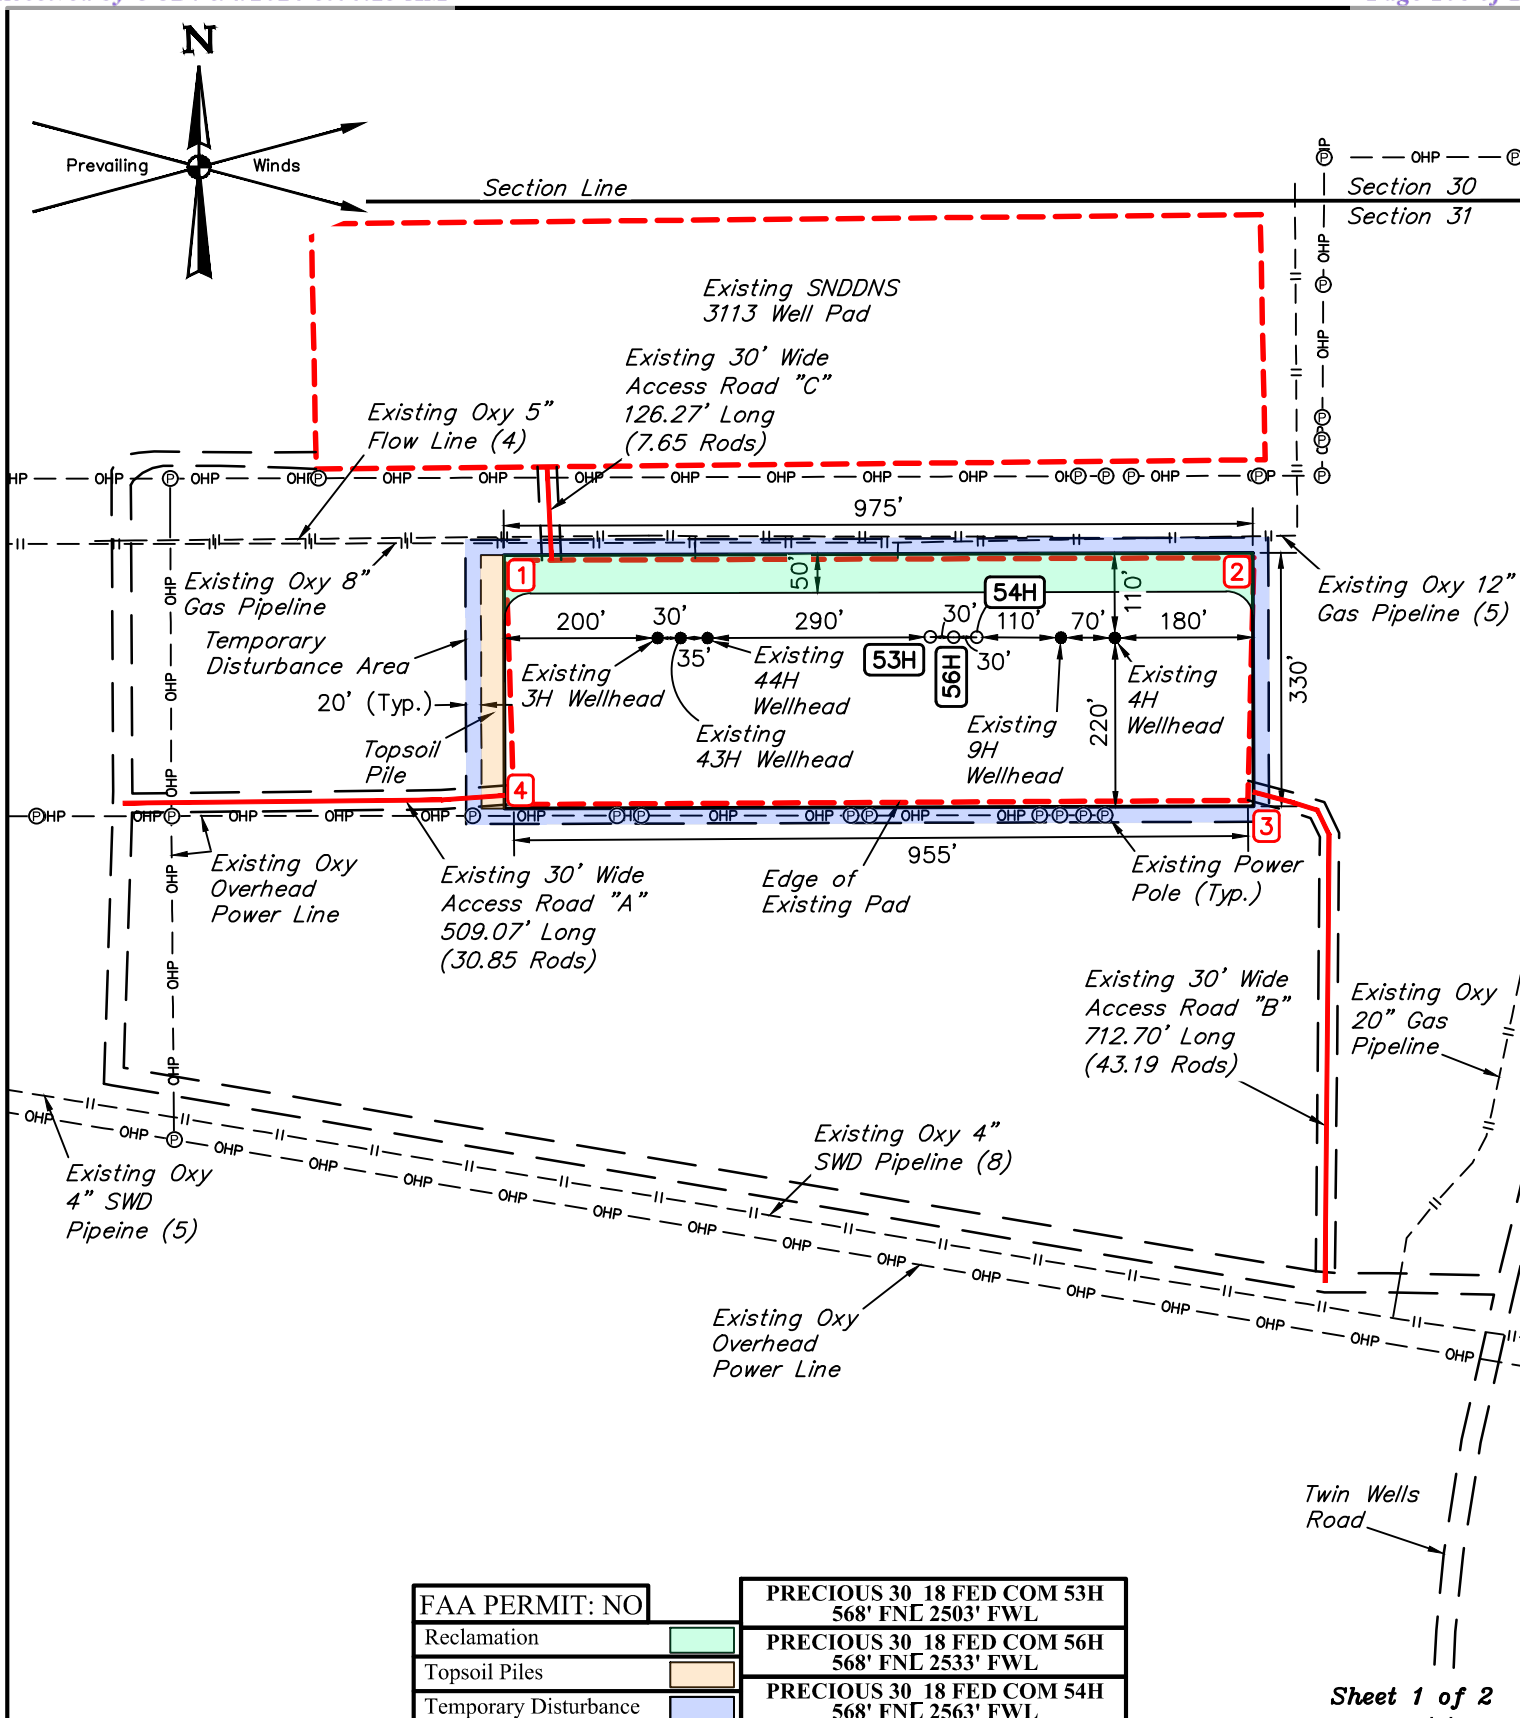 N
Prevailing Winds
Section Line
Section 30
Section 31
OHP
Existing SNDDNS
3113 Well Pad
Existing 30' Wide
Access Road "C"
126.27' Long
(7.65 Rods)
Existing Oxy 5"
Flow Line (4)
975'
Existing Oxy 8"
Gas Pipeline
Existing Oxy 12"
Gas Pipeline (5)
Temporary
Disturbance Area
20' (Typ.)
Topsoil
Pile
1
2
3
4
50'
110'
54H
200'
30'
35'
290'
30'
30'
110'
70'
180'
53H
56H
330'
220'
Existing
3H Wellhead
Existing
44H
Wellhead
Existing
43H Wellhead
Existing
9H
Wellhead
Existing
4H
Wellhead
955'
Existing Oxy
Overhead
Power Line
Existing 30' Wide
Access Road "A"
509.07' Long
(30.85 Rods)
Edge of
Existing Pad
Existing Power
Pole (Typ.)
Existing 30' Wide
Access Road "B"
712.70' Long
(43.19 Rods)
Existing Oxy
20" Gas
Pipeline
Existing Oxy
4" SWD
Pipeine (5)
Existing Oxy 4"
SWD Pipeline (8)
Existing Oxy
Overhead
Power Line
Twin Wells
Road
FAA PERMIT: NO
Reclamation
Topsoil Piles
Temporary Disturbance
PRECIOUS 30_18 FED COM 53H
568' FNL 2503' FWL
PRECIOUS 30_18 FED COM 56H
568' FNL 2533' FWL
PRECIOUS 30_18 FED COM 54H
568' FNL 2563' FWL
Sheet 1 of 2